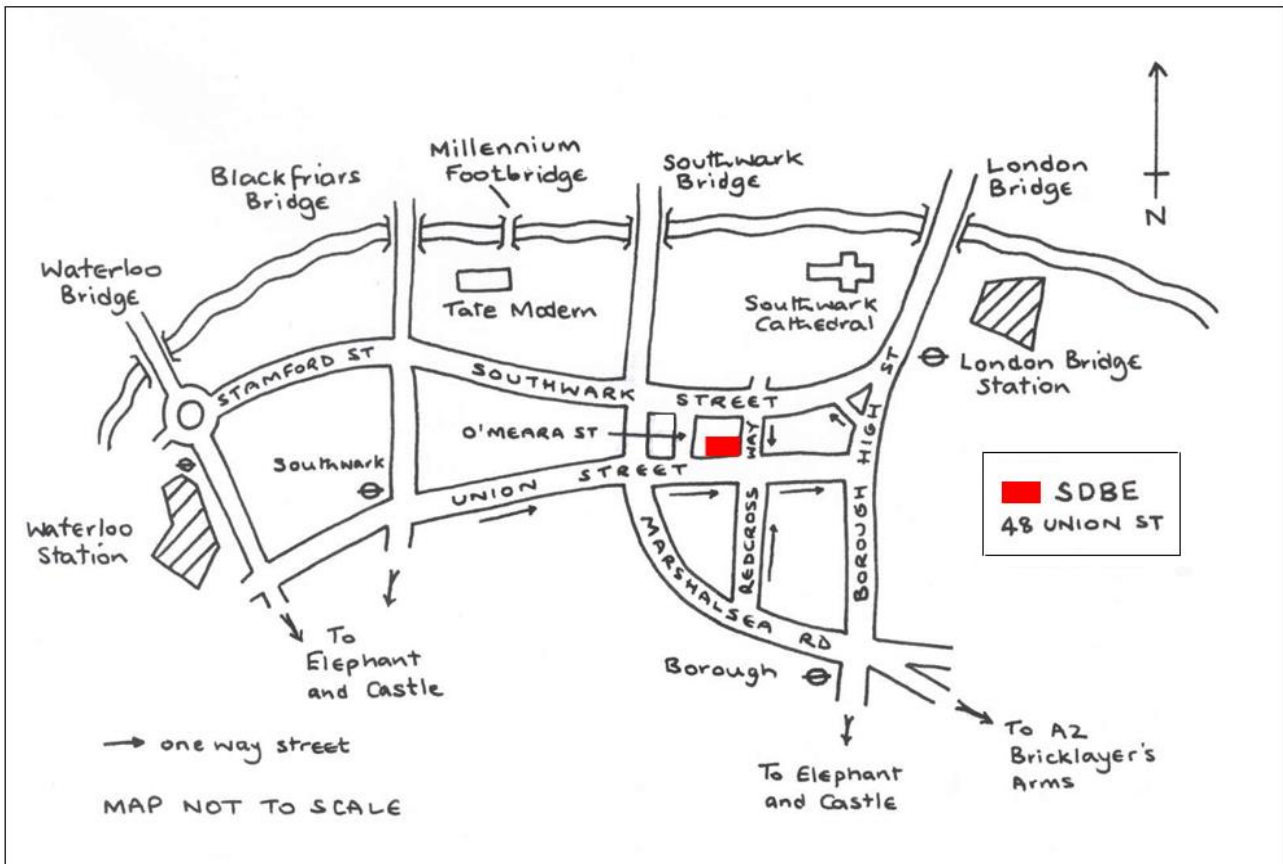 Blackfriars
Bridge
Millennium
Footbridge
Southwark
Bridge
London
Bridge
N
Waterloo
Bridge
Tate Modern
Southwark
Cathedral
London Bridge
Station
STAMFORD ST
SOUTHWARK STREET
O'MEARA ST
Southwark
UNION STREET
REDCROSS WAY
BOROUGH HIGH ST
SDBE
48 UNION ST
Waterloo
Station
MARSHALSEA RD
Borough
To
Elephant
and Castle
To Elephant
and Castle
To A2
Bricklayer's
Arms
one way street
MAP NOT TO SCALE